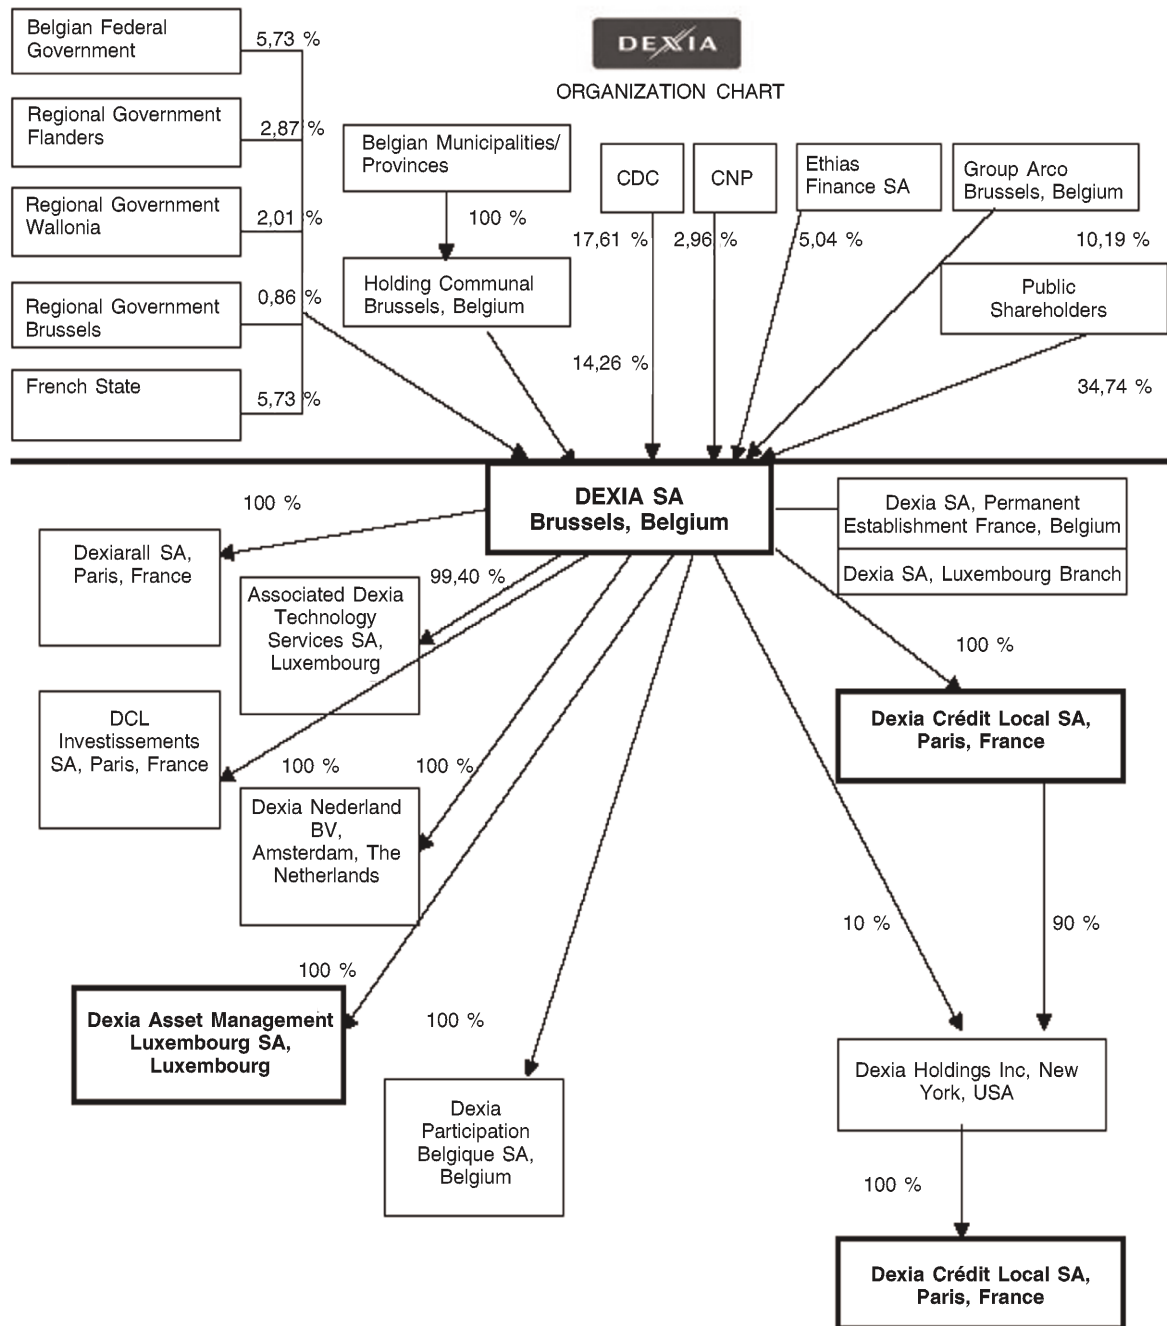 DEXIA
ORGANIZATION CHART
Belgian Federal
Government
5,73 %
Regional Government
Flanders
2,87 %
Regional Government
Wallonia
2,01 %
Regional Government
Brussels
0,86 %
French State
5,73 %
Belgian Municipalities/
Provinces
100 %
Holding Communal
Brussels, Belgium
14,26 %
CDC
17,61 %
CNP
2,96 %
Ethias
Finance SA
5,04 %
Group Arco
Brussels, Belgium
10,19 %
Public
Shareholders
34,74 %
DEXIA SA
Brussels, Belgium
Dexia SA, Permanent
Establishment France, Belgium
Dexia SA, Luxembourg Branch
100 %
Dexiarall SA,
Paris, France
99,40 %
Associated Dexia
Technology
Services SA,
Luxembourg
DCL
Investissements
SA, Paris, France
100 %
100 %
Dexia Nederland
BV,
Amsterdam, The
Netherlands
100 %
Dexia Asset Management
Luxembourg SA,
Luxembourg
100 %
Dexia
Participation
Belgique SA,
Belgium
100 %
Dexia Crédit Local SA,
Paris, France
10 %
90 %
Dexia Holdings Inc, New
York, USA
100 %
Dexia Crédit Local SA,
Paris, France